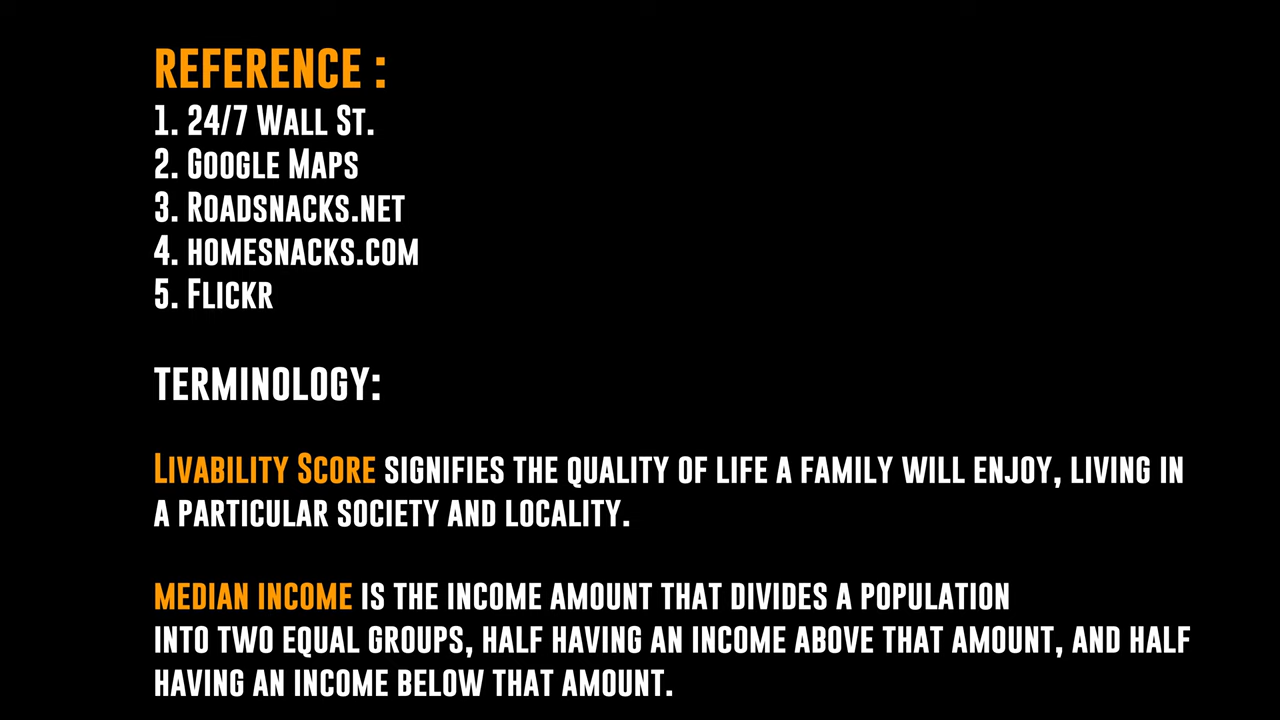 REFERENCE :
1. 24/7 WALL ST.
2. GOOGLE MAPS
3. ROADSNACKS.NET
4. HOMESNACKS.COM
5. FLICKR
TERMINOLOGY:
LIVABILITY SCORE SIGNIFIES THE QUALITY OF LIFE A FAMILY WILL ENJOY, LIVING IN
A PARTICULAR SOCIETY AND LOCALITY.
MEDIAN INCOME IS THE INCOME AMOUNT THAT DIVIDES A POPULATION
INTO TWO EQUAL GROUPS, HALF HAVING AN INCOME ABOVE THAT AMOUNT, AND HALF
HAVING AN INCOME BELOW THAT AMOUNT.